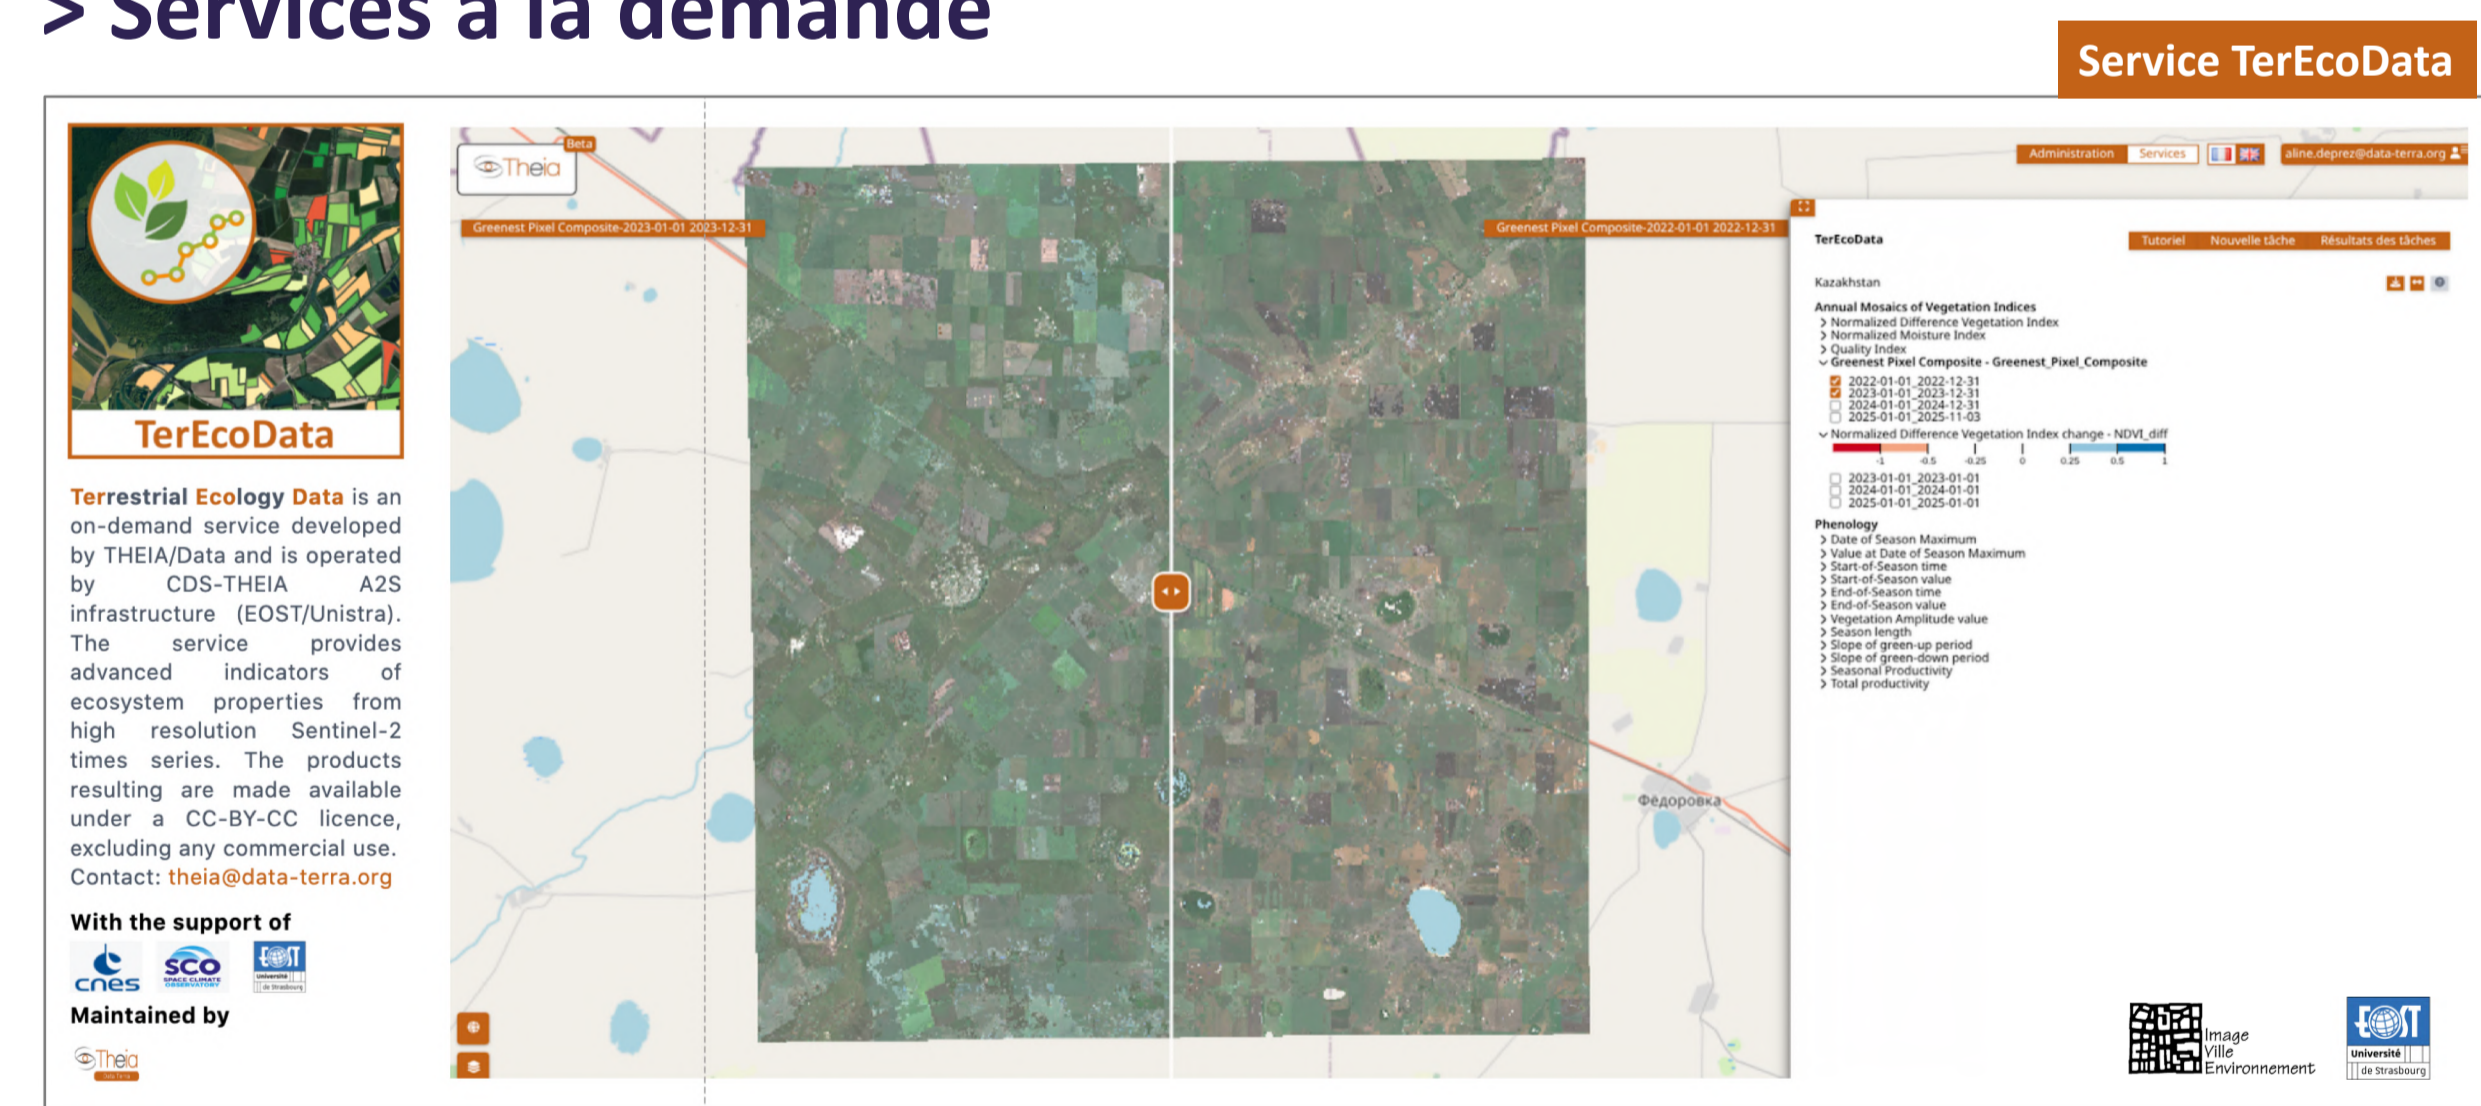 > Services à la demande
Service TerEcoData
TerEcoData
Terrestrial Ecology Data is an
on-demand service developed
by THEIA/Data and is operated
by CDS-THEIA A2S
infrastructure (EOST/Unistra).
The service provides
advanced indicators of
ecosystem properties from
high resolution Sentinel-2
times series. The products
resulting are made available
under a CC-BY-CC licence,
excluding any commercial use.
Contact: theia@data-terra.org
With the support of
cnes
SCO
SPACE CLIMATE
OBSERVATORY
EOST
Université
de Strasbourg
Maintained by
Theia
Data Terra
Theia
Beta
Greenest Pixel Composite-2023-01-01 2023-12-31
Greenest Pixel Composite-2022-01-01 2022-12-31
Фёдоровка
Administration
Services
aline.deprez@data-terra.org
TerEcoData
Tutoriel
Nouvelle tâche
Résultats des tâches
Kazakhstan
Annual Mosaics of Vegetation Indices
Normalized Difference Vegetation Index
Normalized Moisture Index
Quality Index
Greenest Pixel Composite - Greenest_Pixel_Composite
2022-01-01_2022-12-31
2023-01-01_2023-12-31
2024-01-01_2024-12-31
2025-01-01_2025-11-03
Normalized Difference Vegetation Index change - NDVI_diff
-1 -0.5 -0.25 0 0.25 0.5 1
2023-01-01_2023-01-01
2024-01-01_2024-01-01
2025-01-01_2025-01-01
Phenology
Date of Season Maximum
Value at Date of Season Maximum
Start-of-Season time
Start-of-Season value
End-of-Season time
End-of-Season value
Vegetation Amplitude value
Season length
Slope of green-up period
Slope of green-down period
Seasonal Productivity
Total productivity
Image
Ville
Environnement
EOST
Université
de Strasbourg